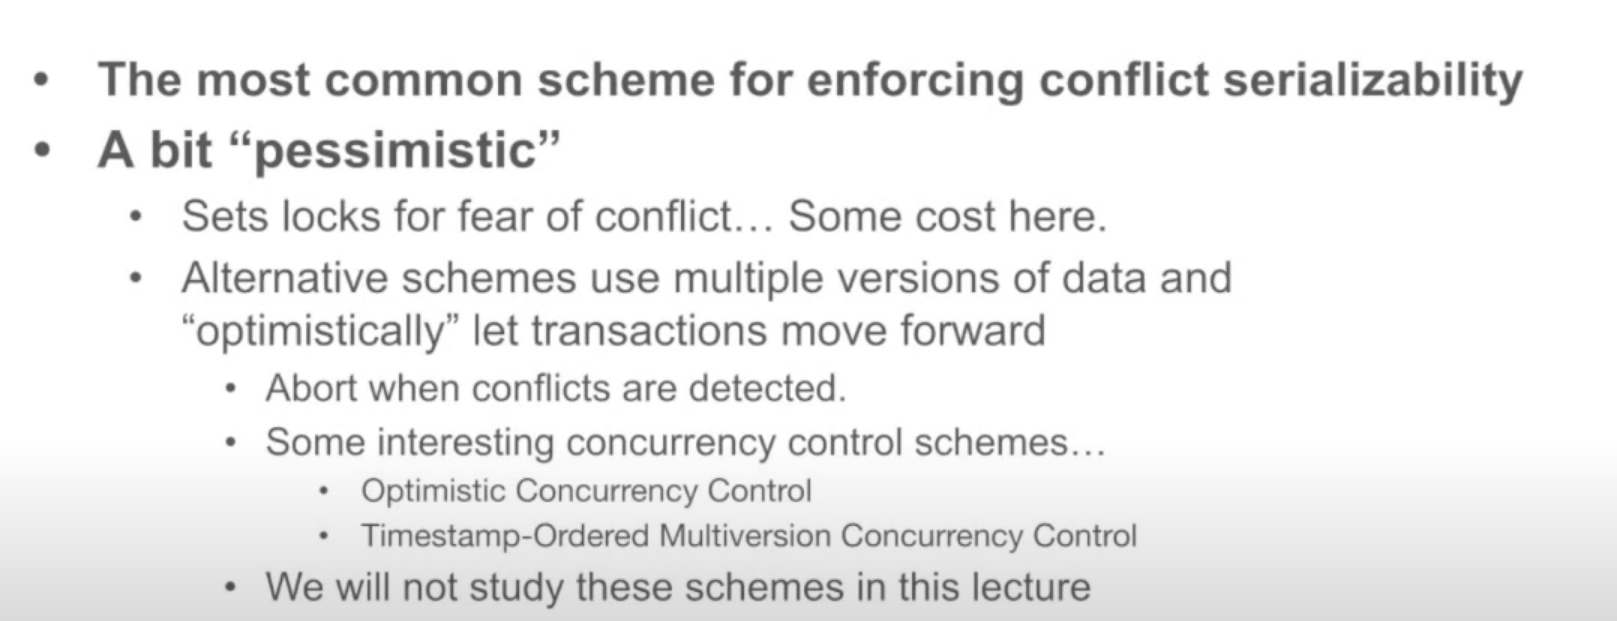 • The most common scheme for enforcing conflict serializability
• A bit “pessimistic”
• Sets locks for fear of conflict… Some cost here.
• Alternative schemes use multiple versions of data and
“optimistically” let transactions move forward
• Abort when conflicts are detected.
• Some interesting concurrency control schemes…
• Optimistic Concurrency Control
• Timestamp-Ordered Multiversion Concurrency Control
• We will not study these schemes in this lecture